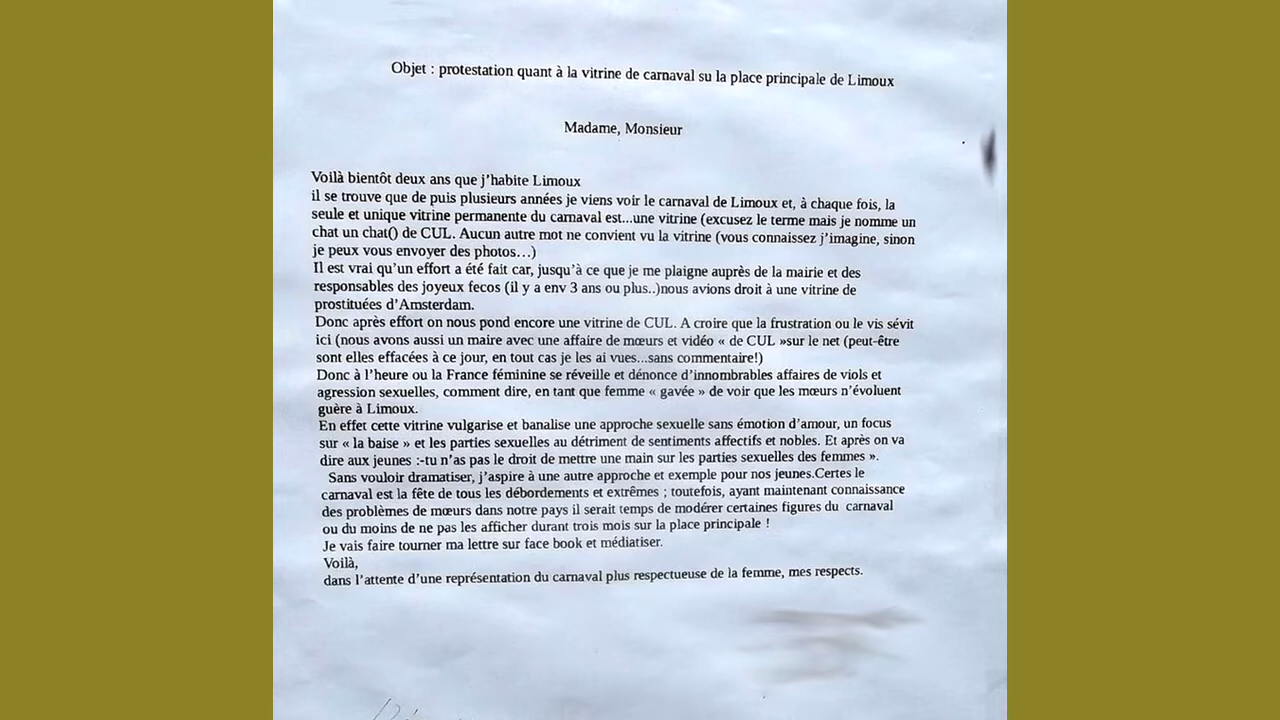 Objet : protestation quant à la vitrine de carnaval su la place principale de Limoux
Madame, Monsieur
Voilà bientôt deux ans que j'habite Limoux
il se trouve que de puis plusieurs années je viens voir le carnaval de Limoux et, à chaque fois, la
seule et unique vitrine permanente du carnaval est...une vitrine (excusez le terme mais je nomme un
chat un chat() de CUL. Aucun autre mot ne convient vu la vitrine (vous connaissez j'imagine, sinon
je peux vous envoyer des photos…)
Il est vrai qu'un effort a été fait car, jusqu'à ce que je me plaigne auprès de la mairie et des
responsables des joyeux fecos (il y a env 3 ans ou plus..)nous avions droit à une vitrine de
prostituées d'Amsterdam.
Donc après effort on nous pond encore une vitrine de CUL. A croire que la frustration ou le vis sévit
ici (nous avons aussi un maire avec une affaire de mœurs et vidéo « de CUL »sur le net (peut-être
sont elles effacées à ce jour, en tout cas je les ai vues...sans commentaire!)
Donc à l'heure ou la France féminine se réveille et dénonce d'innombrables affaires de viols et
agression sexuelles, comment dire, en tant que femme « gavée » de voir que les mœurs n'évoluent
guère à Limoux.
En effet cette vitrine vulgarise et banalise une approche sexuelle sans émotion d'amour, un focus
sur « la baise » et les parties sexuelles au détriment de sentiments affectifs et nobles. Et après on va
dire aux jeunes :-tu n'as pas le droit de mettre une main sur les parties sexuelles des femmes ».
Sans vouloir dramatiser, j'aspire à une autre approche et exemple pour nos jeunes.Certes le
carnaval est la fête de tous les débordements et extrêmes ; toutefois, ayant maintenant connaissance
des problèmes de mœurs dans notre pays il serait temps de modérer certaines figures du carnaval
ou du moins de ne pas les afficher durant trois mois sur la place principale !
Je vais faire tourner ma lettre sur face book et médiatiser.
Voilà,
dans l'attente d'une représentation du carnaval plus respectueuse de la femme, mes respects.